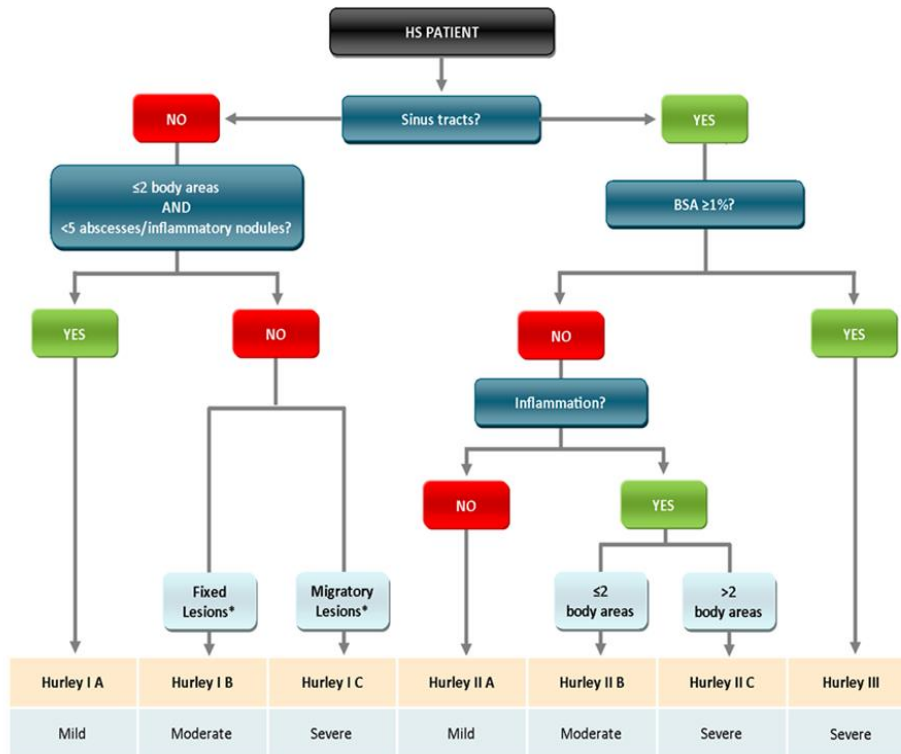 HS PATIENT
NO
Sinus tracts?
YES
≤2 body areas
AND
<5 abscesses/inflammatory nodules?
BSA ≥1%?
YES
NO
NO
YES
Inflammation?
NO
YES
Fixed
Lesions*
Migratory
Lesions*
≤2
body areas
>2
body areas
Hurley I A
Hurley I B
Hurley I C
Hurley II A
Hurley II B
Hurley II C
Hurley III
Mild
Moderate
Severe
Mild
Moderate
Severe
Severe